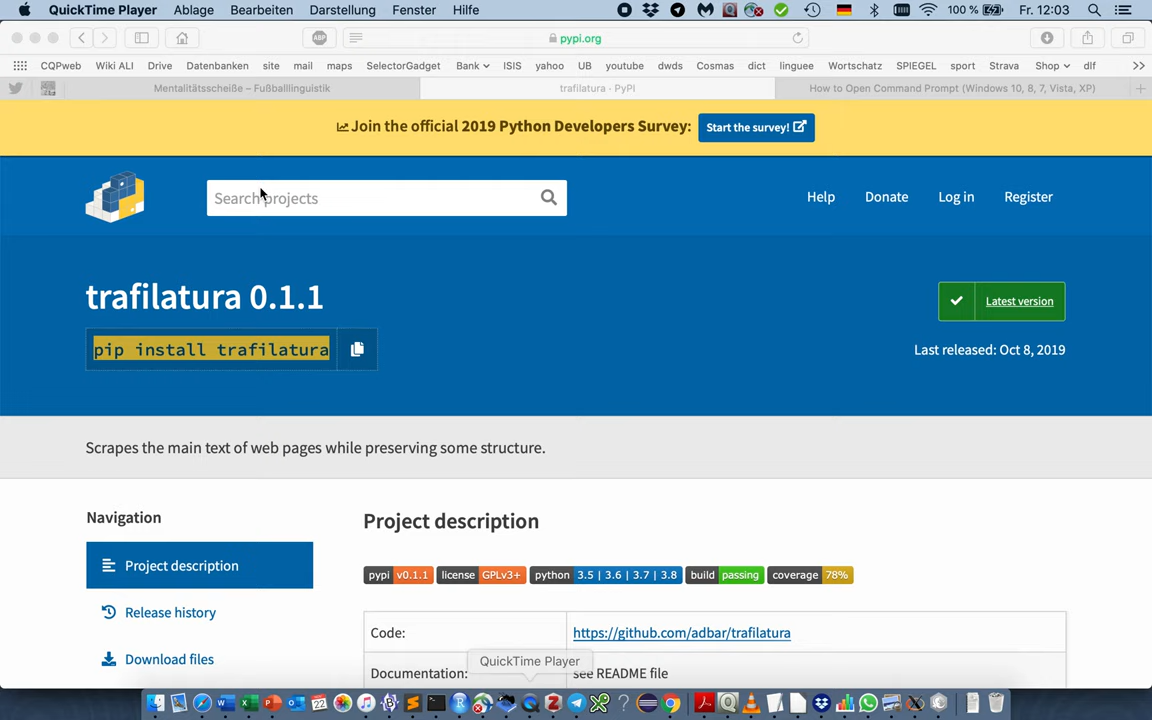 QuickTime Player Ablage Bearbeiten Darstellung Fenster Hilfe 100 % Fr. 12:03
ABP pypi.org
CQPweb Wiki ALI Drive Datenbanken site mail maps SelectorGadget Bank ISIS yahoo UB youtube dwds Cosmas dict linguee Wortschatz SPIEGEL sport Strava Shop dlf
Mentalitätsscheiße – Fußballlinguistik trafilatura · PyPI How to Open Command Prompt (Windows 10, 8, 7, Vista, XP)
Join the official 2019 Python Developers Survey: Start the survey!
Search projects Help Donate Log in Register
trafilatura 0.1.1
Latest version
pip install trafilatura
Last released: Oct 8, 2019
Scrapes the main text of web pages while preserving some structure.
Navigation
Project description
Project description
Release history
Download files
pypi v0.1.1 license GPLv3+ python 3.5 | 3.6 | 3.7 | 3.8 build passing coverage 78%
Code: https://github.com/adbar/trafilatura
Documentation: see README file
QuickTime Player